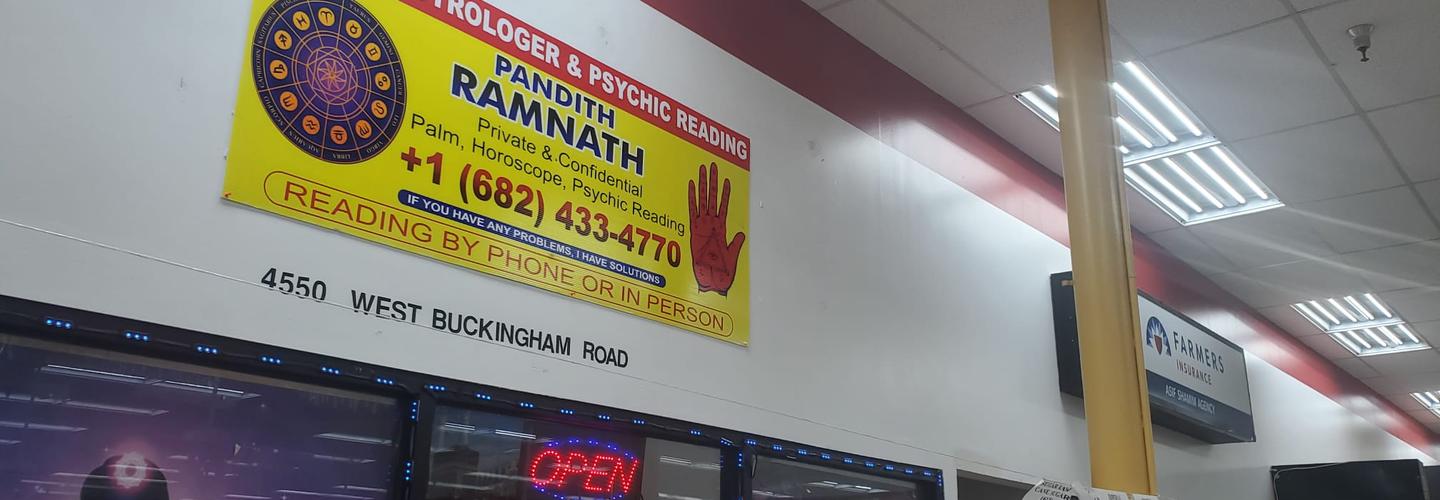 TROLOGER & PSYCHIC READING
PANDITH
RAMNATH
Private & Confidential
Palm, Horoscope, Psychic Reading
+1 (682) 433-4770
IF YOU HAVE ANY PROBLEMS, I HAVE SOLUTIONS
READING BY PHONE OR IN PERSON
4550 WEST BUCKINGHAM ROAD
OPEN
FARMERS
INSURANCE
ASIF SHAMIM AGENCY